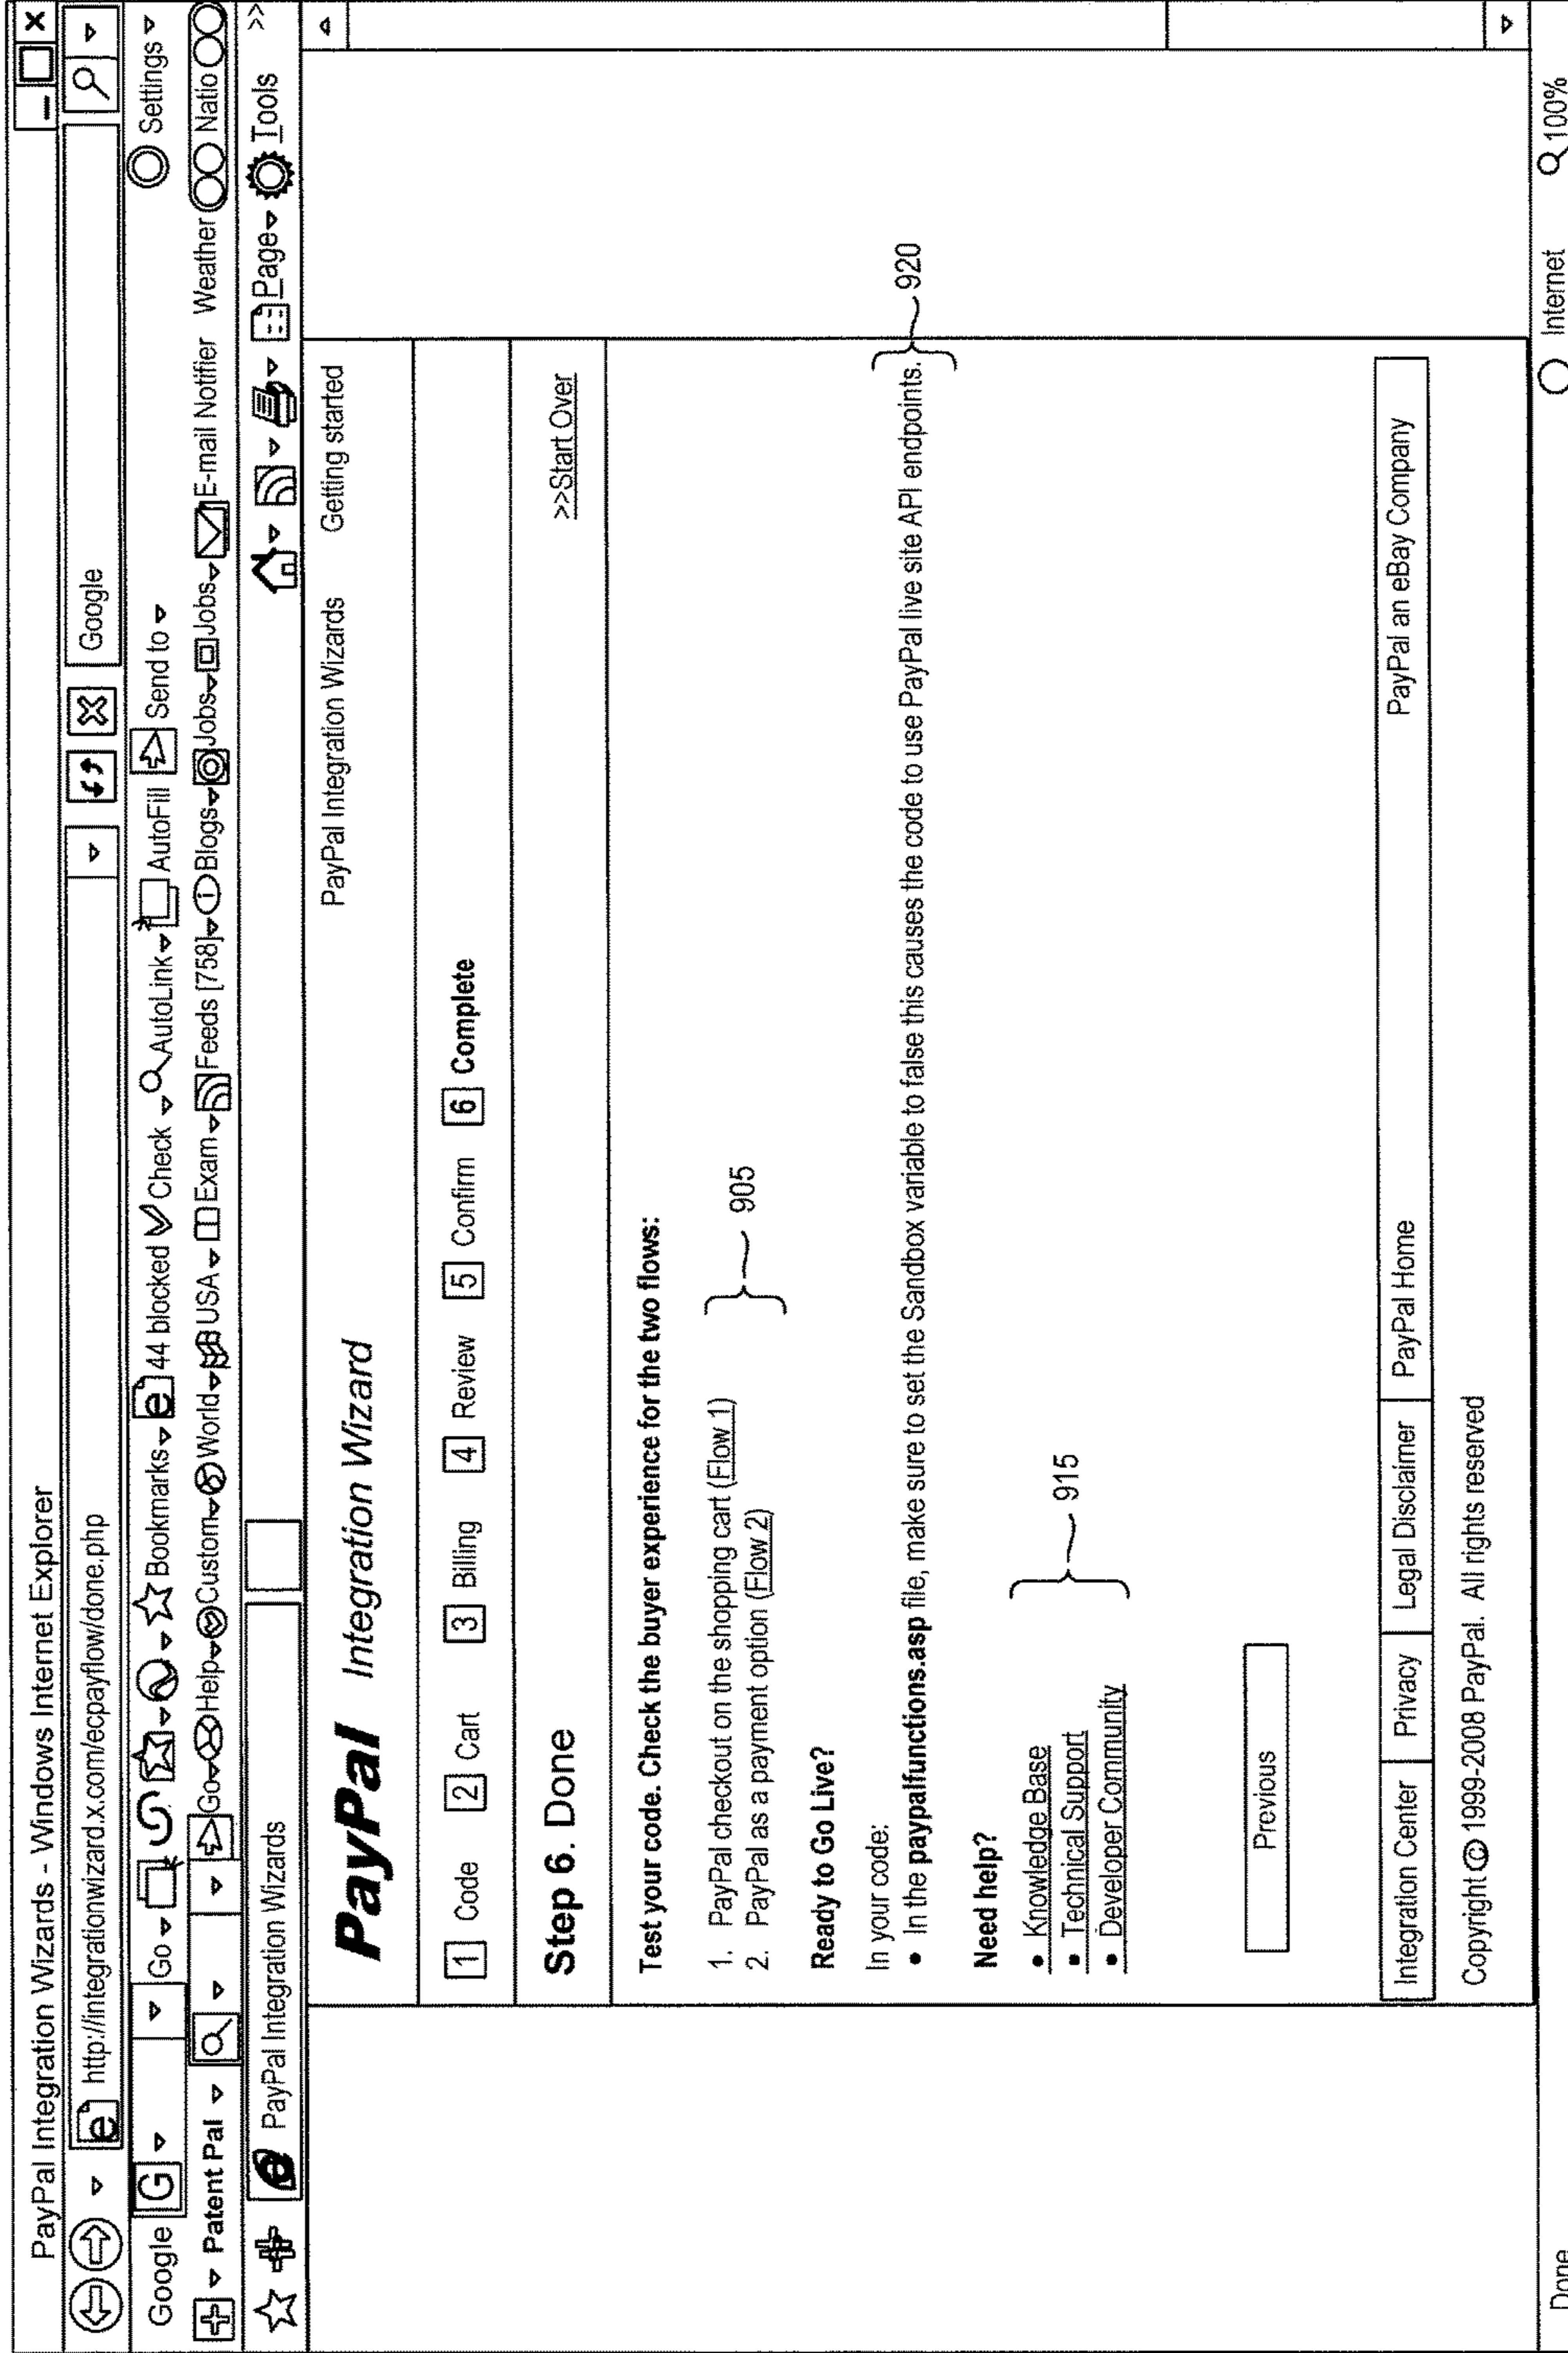 PayPal Integration Wizards - Windows Internet Explorer
http://integrationwizard.x.com/ecpayflow/done.php Google
Google G Go Bookmarks 44 blocked Check AutoLink AutoFill Send to Settings
Patent Pal Go Help Custom World USA Exam Feeds [758] Blogs Jobs Jobs E-mail Notifier Weather Natio
PayPal Integration Wizards Page Tools >>
PayPal Integration Wizard PayPal Integration Wizards Getting started
1 Code 2 Cart 3 Billing 4 Review 5 Confirm 6 Complete
Step 6. Done >>Start Over
Test your code. Check the buyer experience for the two flows:
1. PayPal checkout on the shopping cart (Flow 1)
2. PayPal as a payment option (Flow 2)
905
Ready to Go Live?
In your code:
• In the paypalfunctions.asp file, make sure to set the Sandbox variable to false this causes the code to use PayPal live site API endpoints. 920
Need help?
• Knowledge Base
• Technical Support
• Developer Community
915
Previous
Integration Center Privacy Legal Disclaimer PayPal Home PayPal an eBay Company
Copyright © 1999-2008 PayPal. All rights reserved
Done Internet 100%